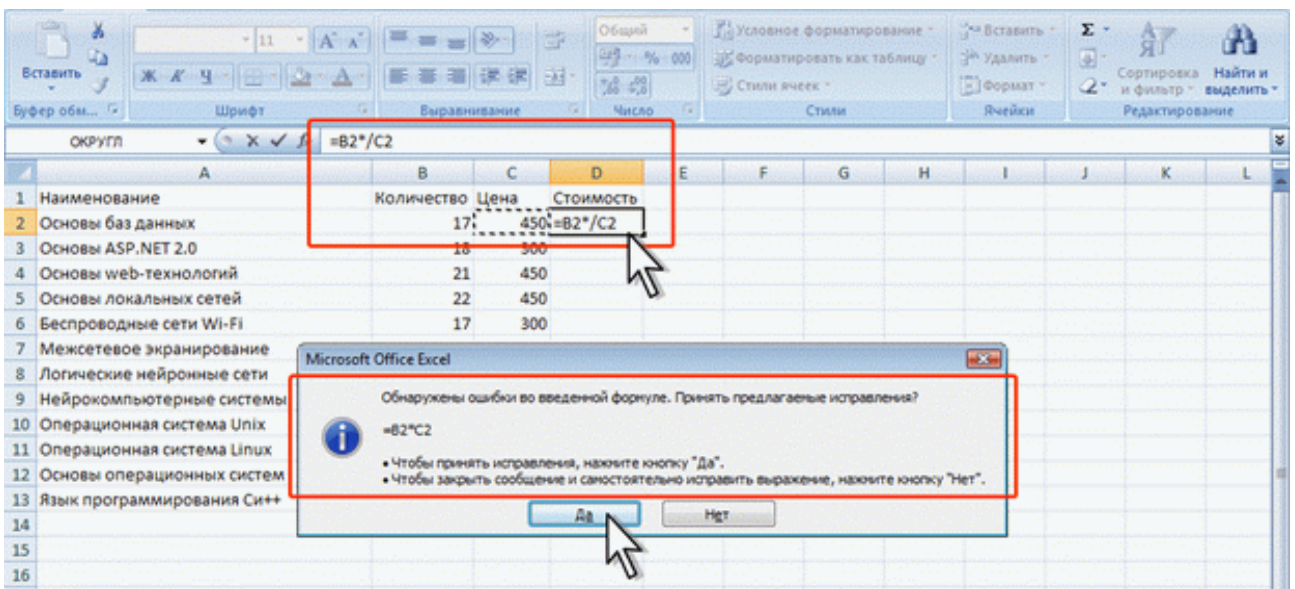 11 A A Общий Условное форматирование Вставить Σ
Вставить Ж К Ч А % 000 Форматировать как таблицу Удалить Сортировка и фильтр Найти и выделить
Стили ячеек Формат
Буфер обм... Шрифт Выравнивание Число Стили Ячейки Редактирование
ОКРУГЛ =B2*/C2
A B C D E F G H I J K L
1 Наименование Количество Цена Стоимость
2 Основы баз данных 17 450 =B2*/C2
3 Основы ASP.NET 2.0 18 300
4 Основы web-технологий 21 450
5 Основы локальных сетей 22 450
6 Беспроводные сети Wi-Fi 17 300
7 Межсетевое экранирование
8 Логические нейронные сети
9 Нейрокомпьютерные системы
10 Операционная система Unix
11 Операционная система Linux
12 Основы операционных систем
13 Язык программирования Си++
14
15
16
Microsoft Office Excel
Обнаружены ошибки во введенной формуле. Принять предлагаемые исправления?
=B2*C2
• Чтобы принять исправления, нажмите кнопку "Да".
• Чтобы закрыть сообщение и самостоятельно исправить выражение, нажмите кнопку "Нет".
Да Нет